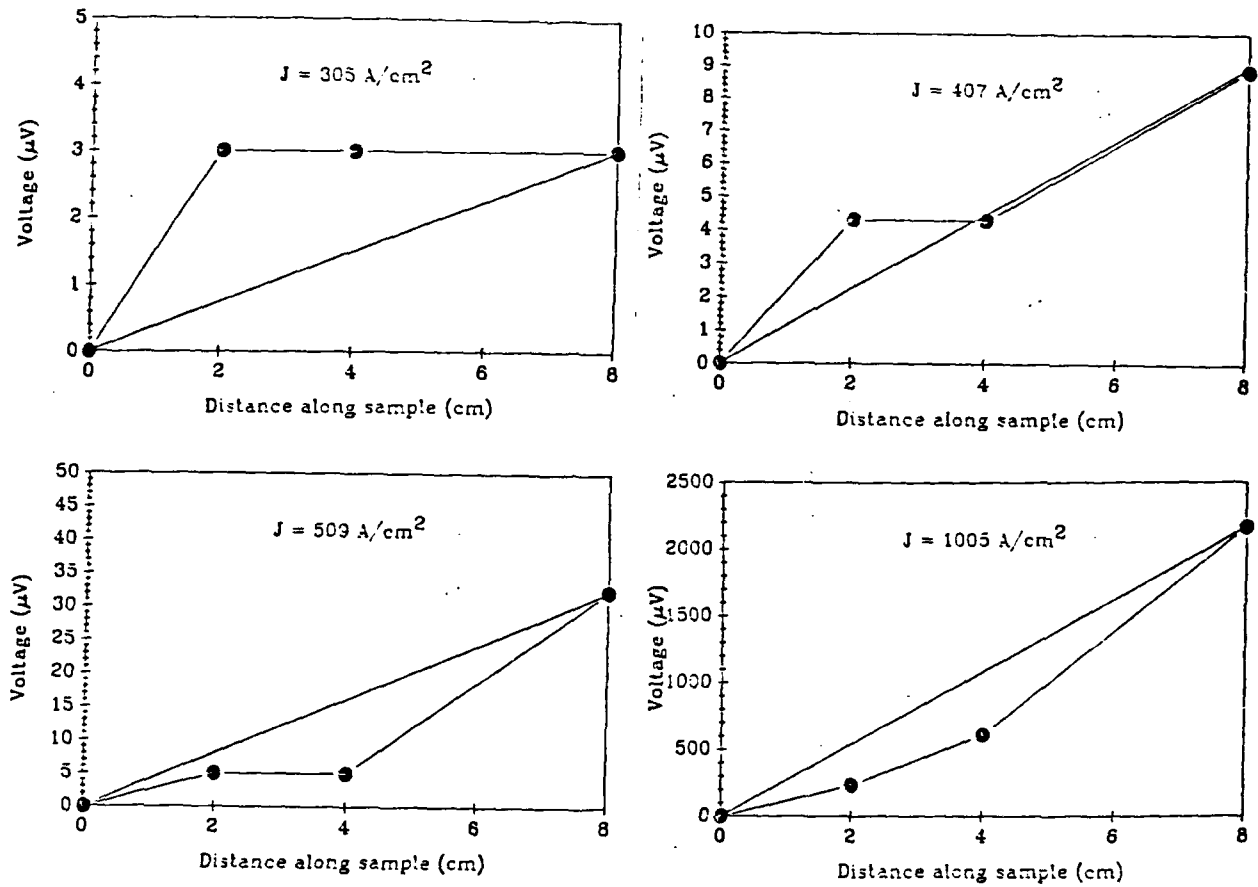 5
4
3
2
1
0
Voltage (μV)
J = 305 A/cm²
0 2 4 6 8
Distance along sample (cm)
10
9
8
7
6
5
4
3
2
1
0
Voltage (μV)
J = 407 A/cm²
0 2 4 6 8
Distance along sample (cm)
50
45
40
35
30
25
20
15
10
5
0
Voltage (μV)
J = 509 A/cm²
0 2 4 6 8
Distance along sample (cm)
2500
2000
1500
1000
500
0
Voltage (μV)
J = 1005 A/cm²
0 2 4 6 8
Distance along sample (cm)